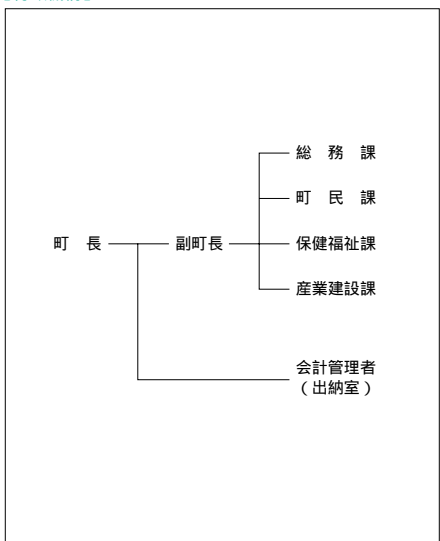 総務課
町民課
町長
副町長
保健福祉課
産業建設課
会計管理者
(出納室)